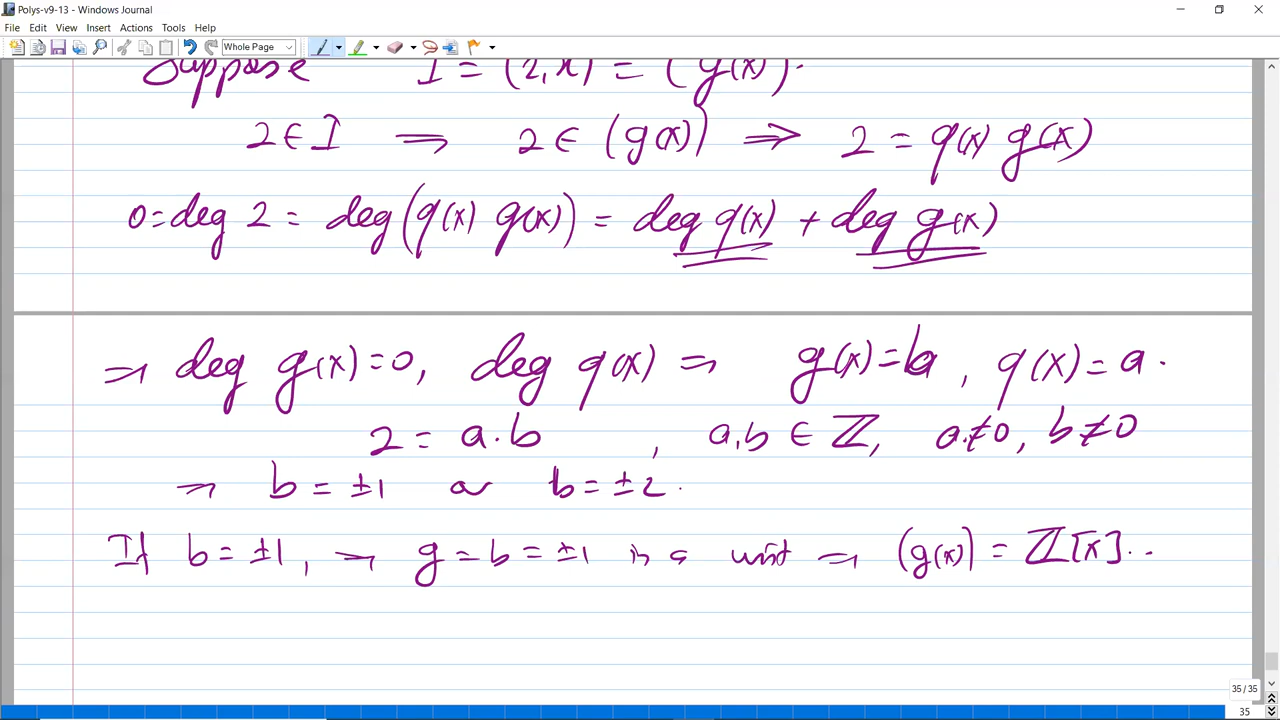 Polys-v9-13 - Windows Journal
File Edit View Insert Actions Tools Help
Whole Page
Suppose I = (2,x) = (g(x)).
2 ∈ I ⟹ 2 ∈ (g(x)) ⟹ 2 = q(x) g(x)
0 = deg 2 = deg(q(x) g(x)) = deg q(x) + deg g(x)
⟹ deg g(x) = 0, deg q(x) ⟹ g(x) = b, q(x) = a.
2 = a·b , a,b ∈ ℤ, a≠0, b≠0
⟹ b = ±1 or b = ±2.
If b = ±1, ⟹ g = b = ±1 is a unit ⟹ (g(x)) = ℤ[x]..
35 / 35
35